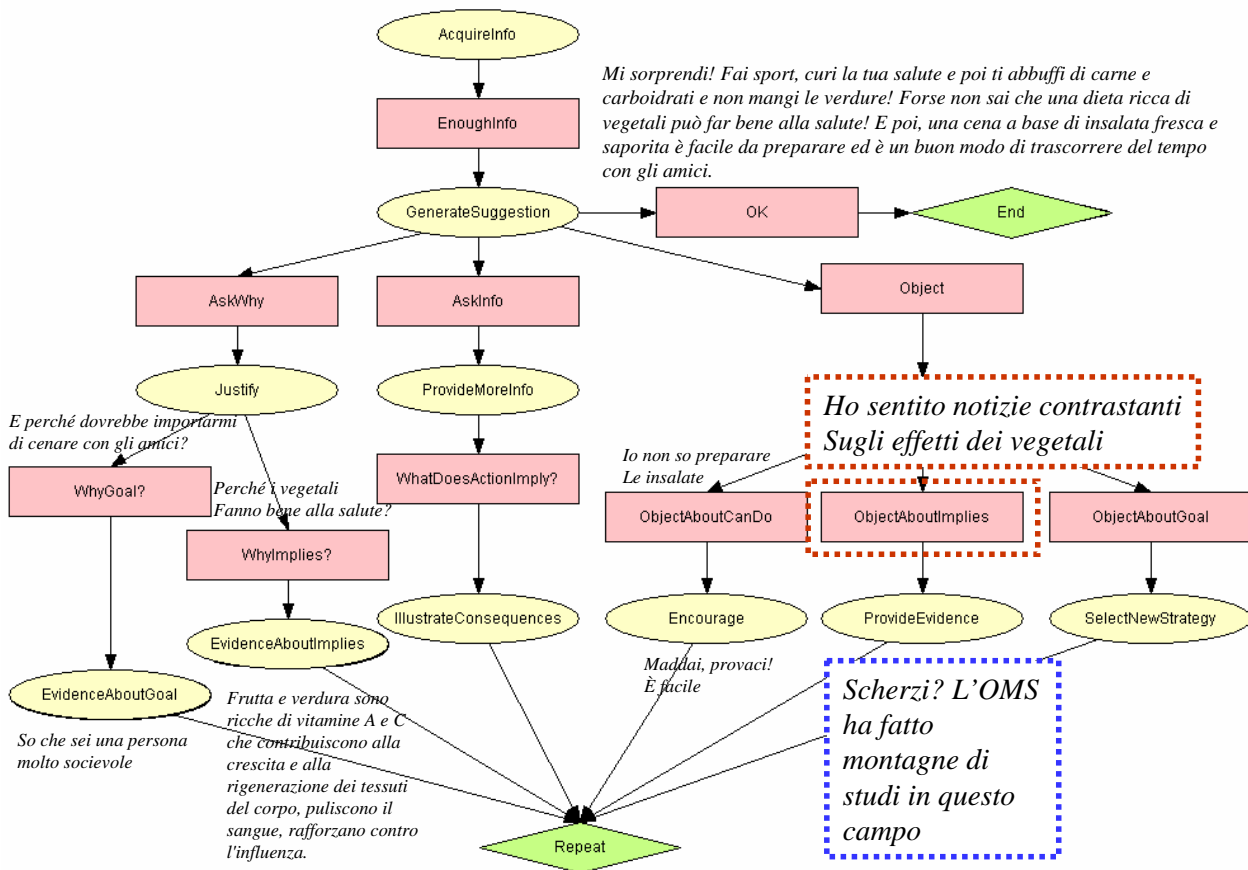 AcquireInfo
Mi sorprendi! Fai sport, curi la tua salute e poi ti abbuffi di carne e
carboidrati e non mangi le verdure! Forse non sai che una dieta ricca di
vegetali può far bene alla salute! E poi, una cena a base di insalata fresca e
saporita è facile da preparare ed è un buon modo di trascorrere del tempo
con gli amici.
EnoughInfo
GenerateSuggestion
OK
End
AskWhy
AskInfo
Object
Justify
ProvideMoreInfo
Ho sentito notizie contrastanti
Sugli effetti dei vegetali
E perché dovrebbe importarmi
di cenare con gli amici?
WhyGoal?
Perché i vegetali
Fanno bene alla salute?
WhyImplies?
WhatDoesActionImply?
Io non so preparare
Le insalate
ObjectAboutCanDo
ObjectAboutImplies
ObjectAboutGoal
EvidenceAboutImplies
IllustrateConsequences
Encourage
ProvideEvidence
SelectNewStrategy
EvidenceAboutGoal
So che sei una persona
molto socievole
Frutta e verdura sono
ricche di vitamine A e C
che contribuiscono alla
crescita e alla
rigenerazione dei tessuti
del corpo, puliscono il
sangue, rafforzano contro
l'influenza.
Maddai, provaci!
È facile
Scherzi? L'OMS
ha fatto
montagne di
studi in questo
campo
Repeat